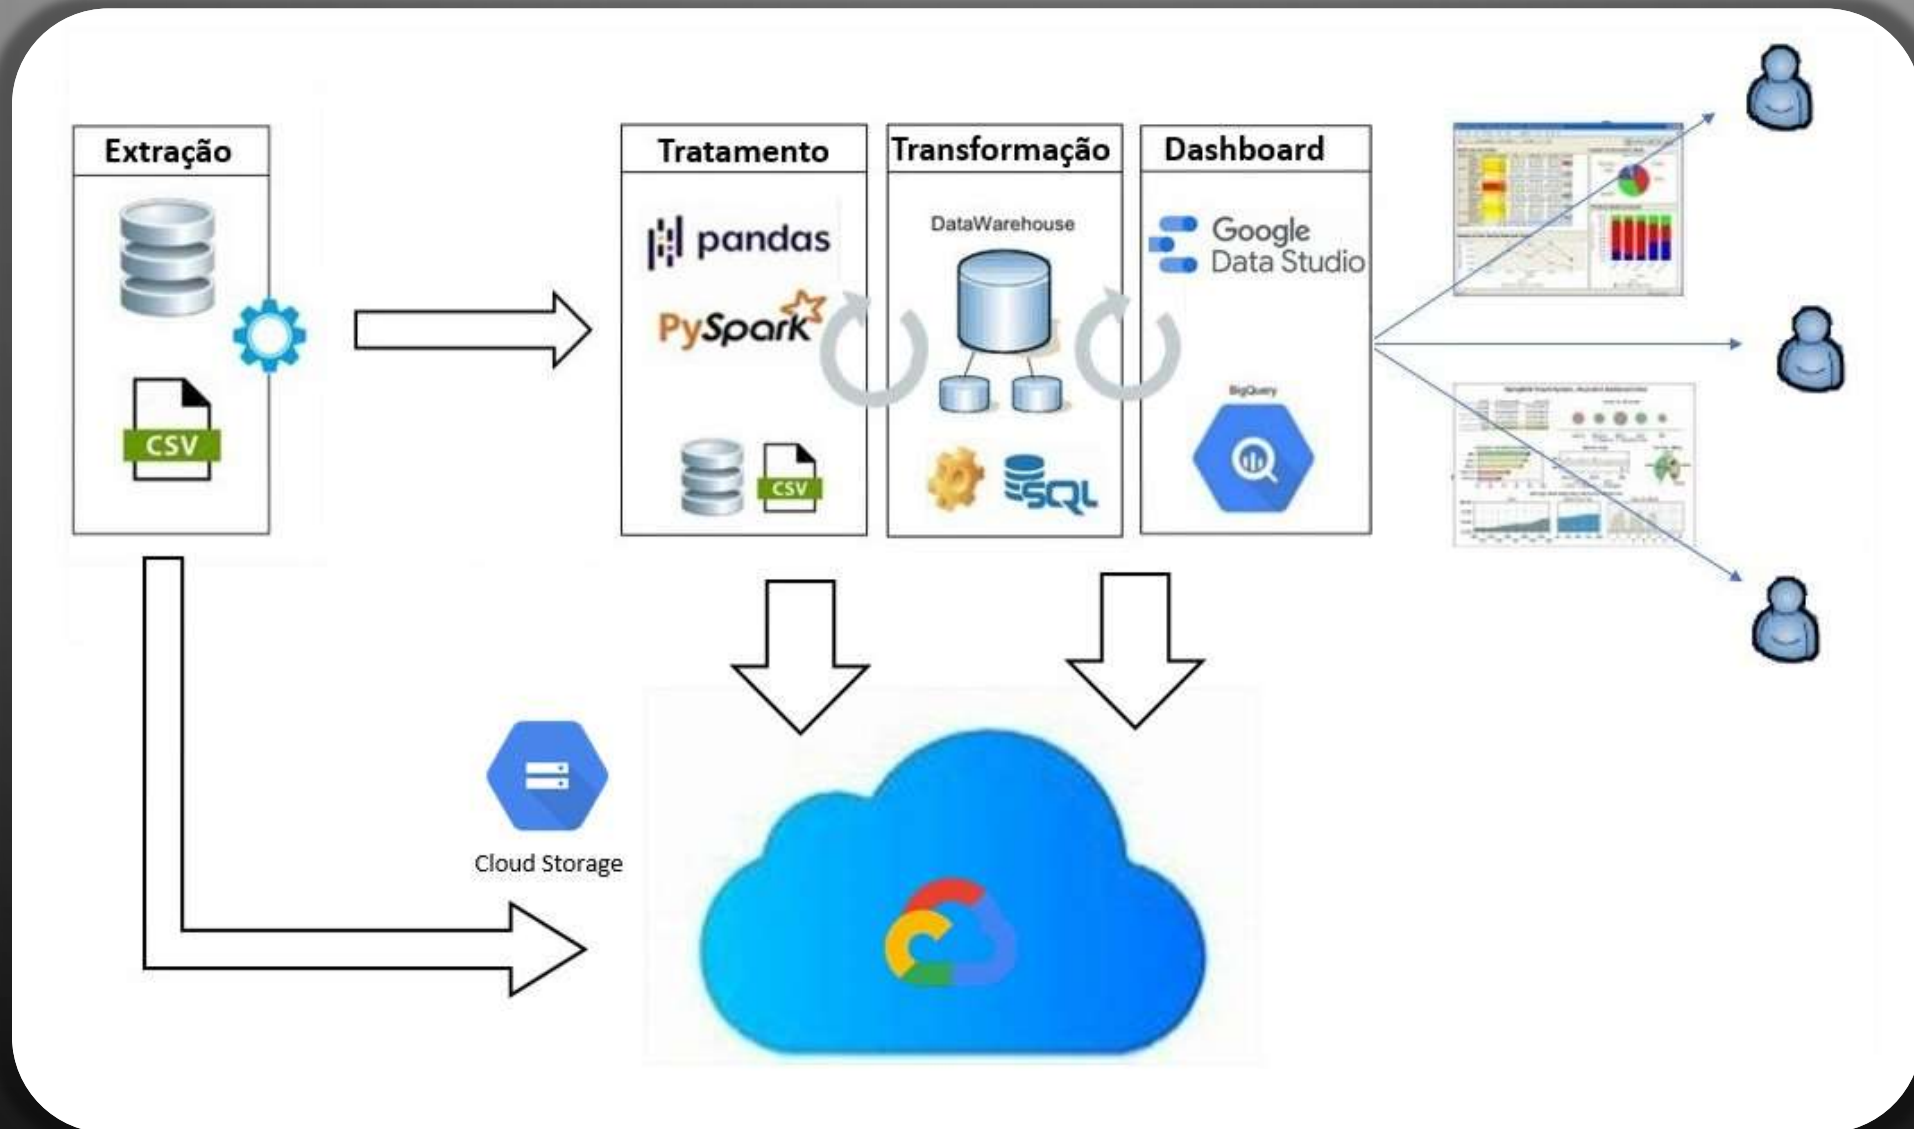 Extração
CSV
Tratamento
pandas
PySpark
CSV
Transformação
DataWarehouse
SQL
Dashboard
Google
Data Studio
BigQuery
Cloud Storage